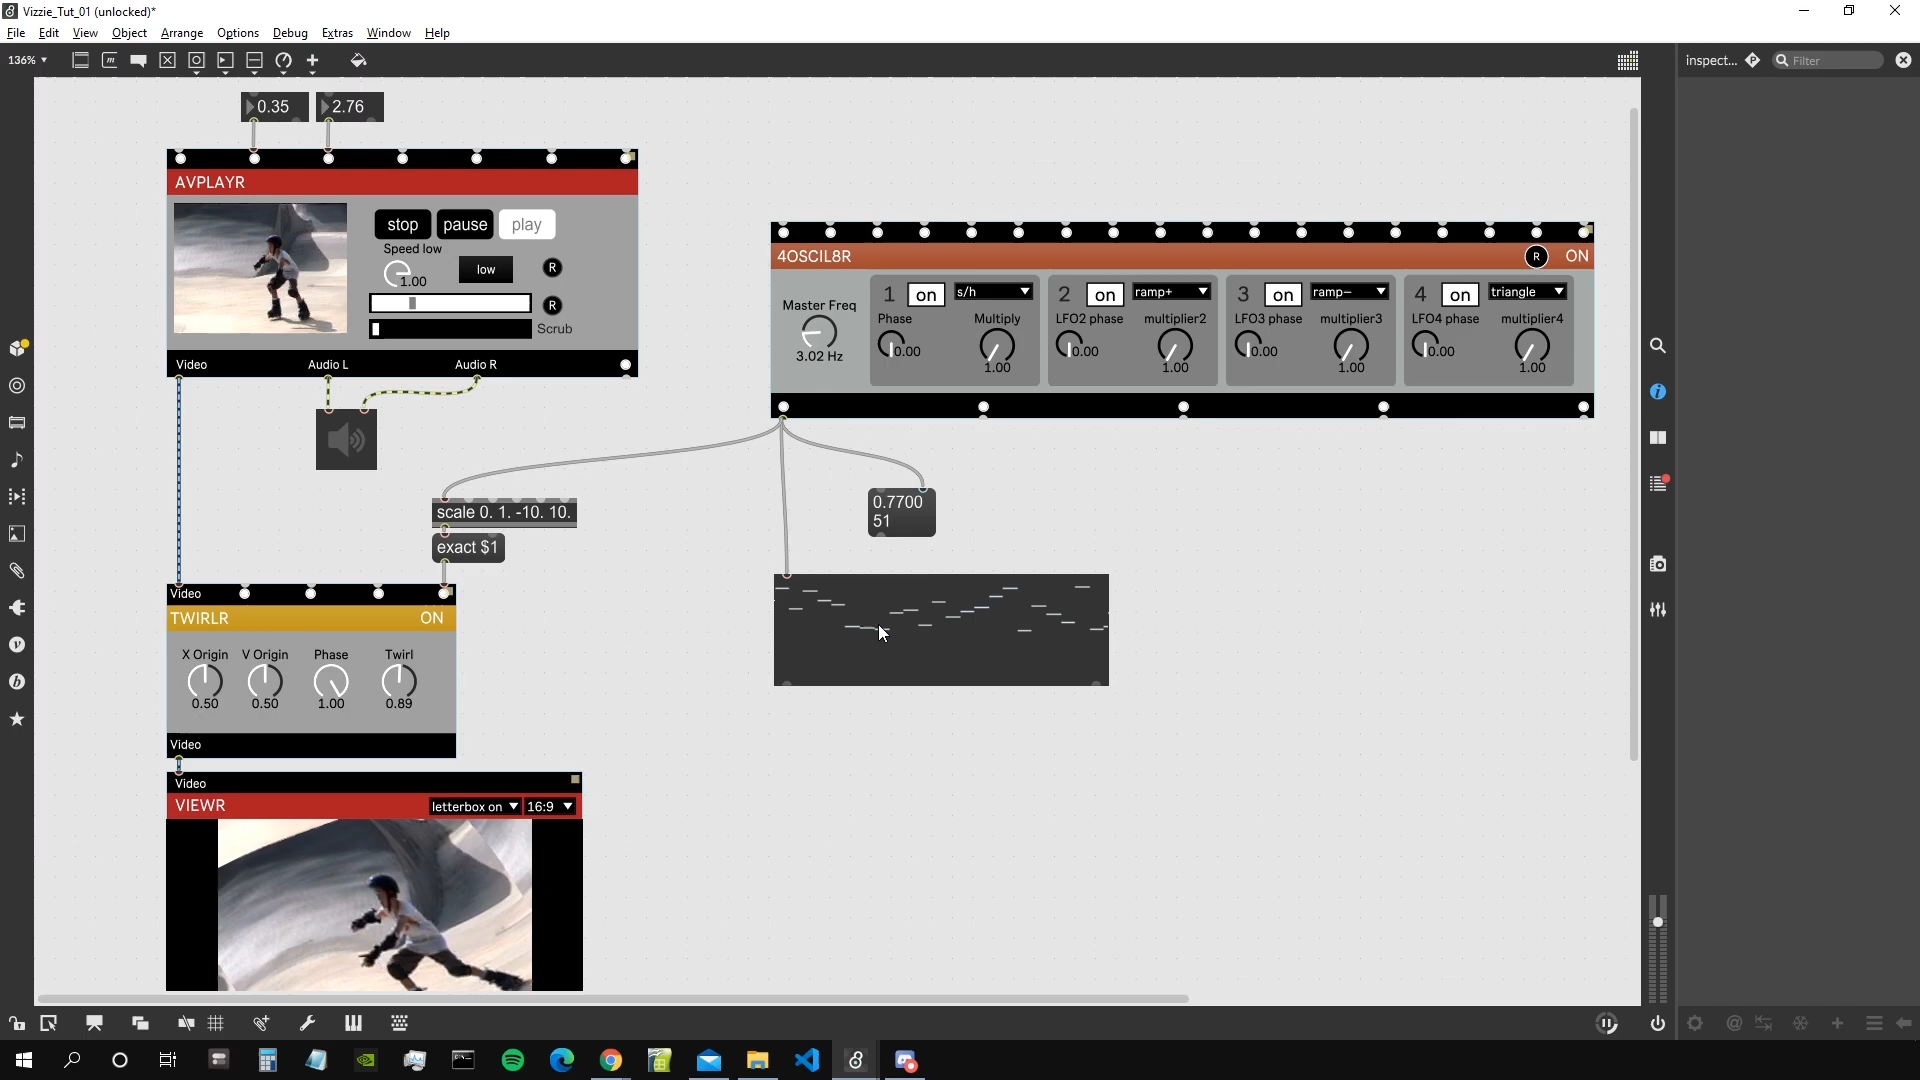 Vizzie_Tut_01 (unlocked)*
File Edit View Object Arrange Options Debug Extras Window Help
136%
inspect... Filter
0.35 2.76
AVPLAYR
stop pause play
Speed low
1.00
low
R
R
Scrub
Video Audio L Audio R
4OSCIL8R R ON
Master Freq
3.02 Hz
1 on s/h
Phase Multiply
0.00 1.00
2 on ramp+
LFO2 phase multiplier2
0.00 1.00
3 on ramp−
LFO3 phase multiplier3
0.00 1.00
4 on triangle
LFO4 phase multiplier4
0.00 1.00
scale 0. 1. -10. 10.
exact $1
0.7700
51
Video
TWIRLR ON
X Origin V Origin Phase Twirl
0.50 0.50 1.00 0.89
Video
Video
VIEWR letterbox on 16:9